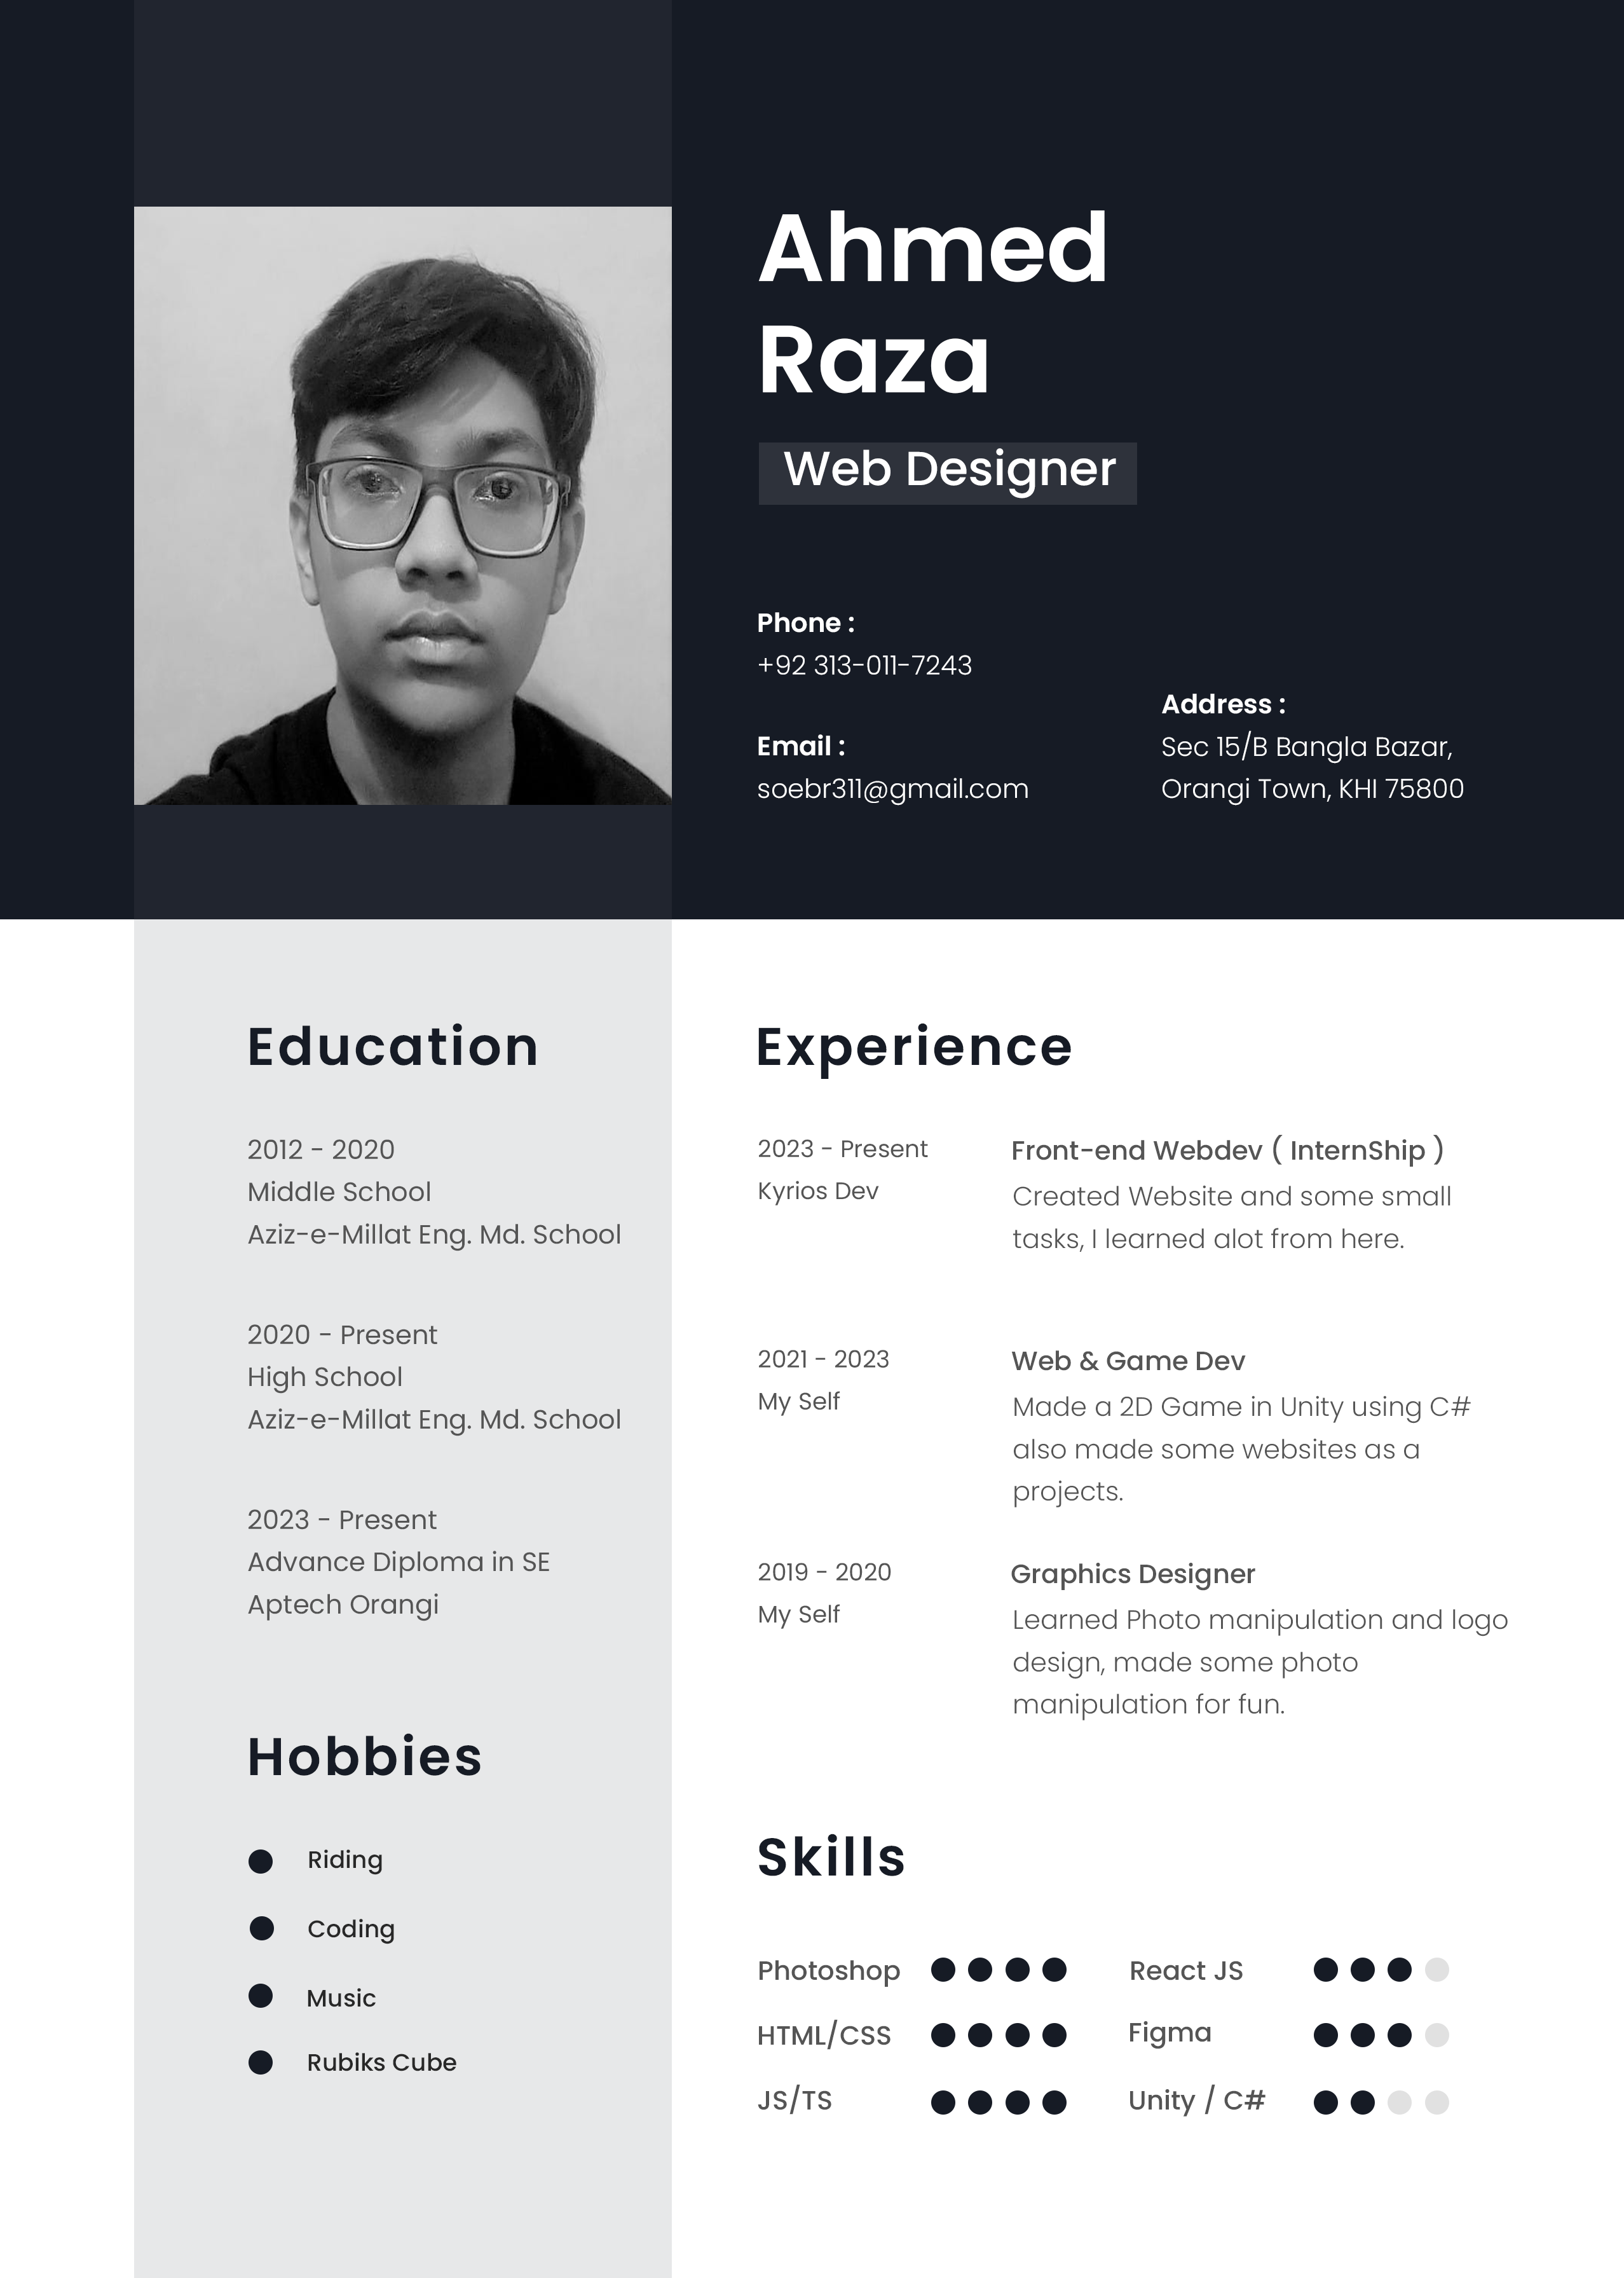 Ahmed
Raza
Web Designer
Phone :
+92 313-011-7243
Email :
soebr311@gmail.com
Address :
Sec 15/B Bangla Bazar,
Orangi Town, KHI 75800
Education
2012 - 2020
Middle School
Aziz-e-Millat Eng. Md. School
2020 - Present
High School
Aziz-e-Millat Eng. Md. School
2023 - Present
Advance Diploma in SE
Aptech Orangi
Hobbies
Riding
Coding
Music
Rubiks Cube
Experience
2023 - Present
Kyrios Dev
Front-end Webdev ( InternShip )
Created Website and some small
tasks, I learned alot from here.
2021 - 2023
My Self
Web & Game Dev
Made a 2D Game in Unity using C#
also made some websites as a
projects.
2019 - 2020
My Self
Graphics Designer
Learned Photo manipulation and logo
design, made some photo
manipulation for fun.
Skills
Photoshop
HTML/CSS
JS/TS
React JS
Figma
Unity / C#